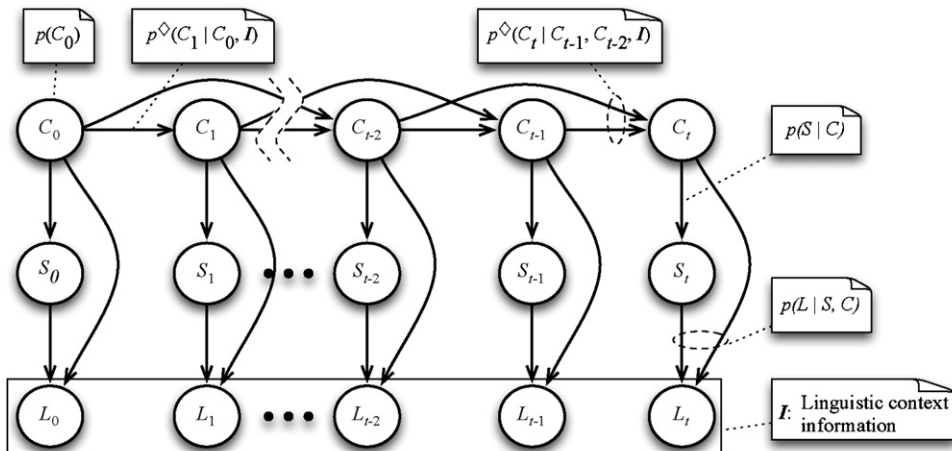 p(C₀)
p◇(C₁ | C₀, I)
p◇(Cₜ | Cₜ₋₁, Cₜ₋₂, I)
C₀ C₁ Cₜ₋₂ Cₜ₋₁ Cₜ
p(S | C)
S₀ S₁ ••• Sₜ₋₂ Sₜ₋₁ Sₜ
p(L | S, C)
L₀ L₁ ••• Lₜ₋₂ Lₜ₋₁ Lₜ
I: Linguistic context
information